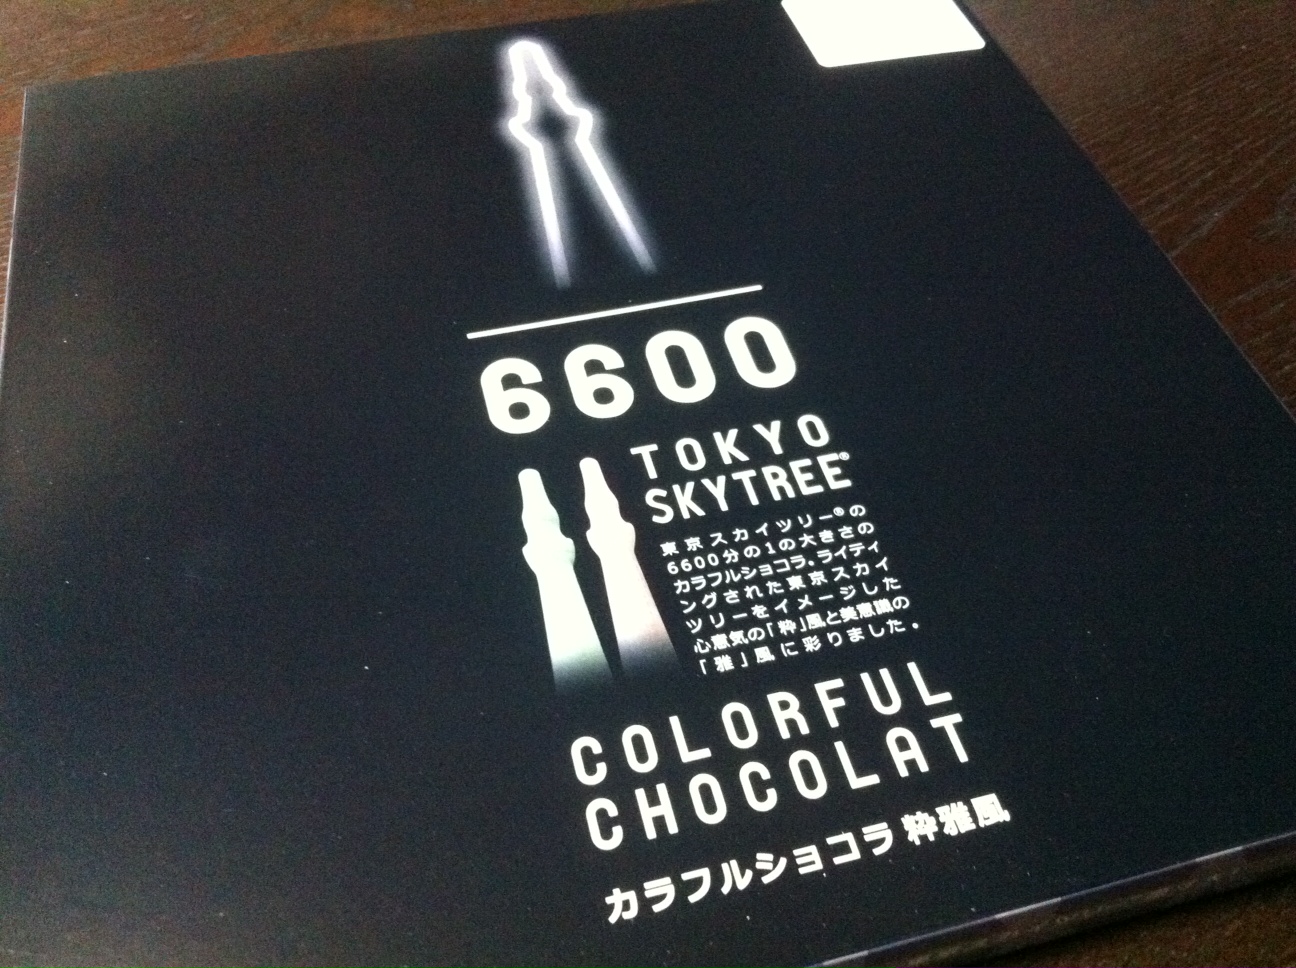 6600
TOKYO
SKYTREE®
東京スカイツリー®の
6600分の1の大きさの
カラフルショコラ。ライティ
ングされた東京スカイ
ツリーをイメージした
心意気の「粋」風と美意識の
「雅」風に彩りました。
COLORFUL
CHOCOLAT
カラフルショコラ 粋雅風